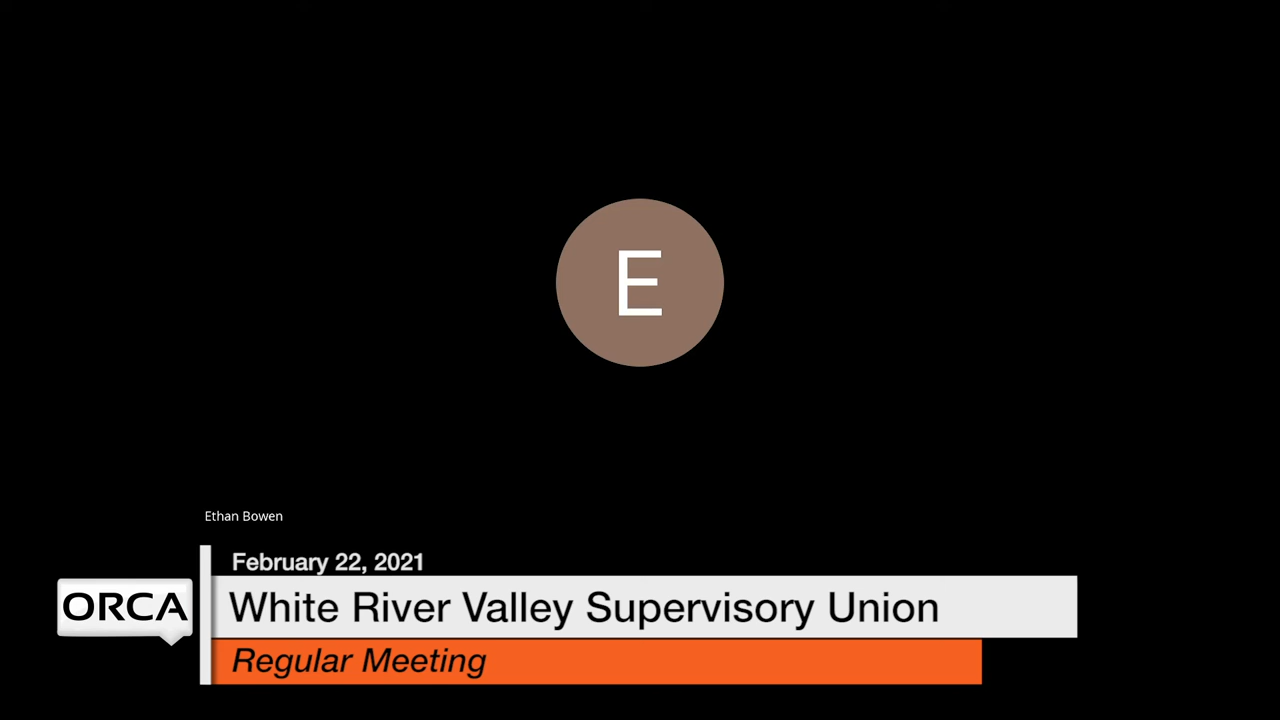 E
Ethan Bowen
February 22, 2021
ORCA
White River Valley Supervisory Union
Regular Meeting